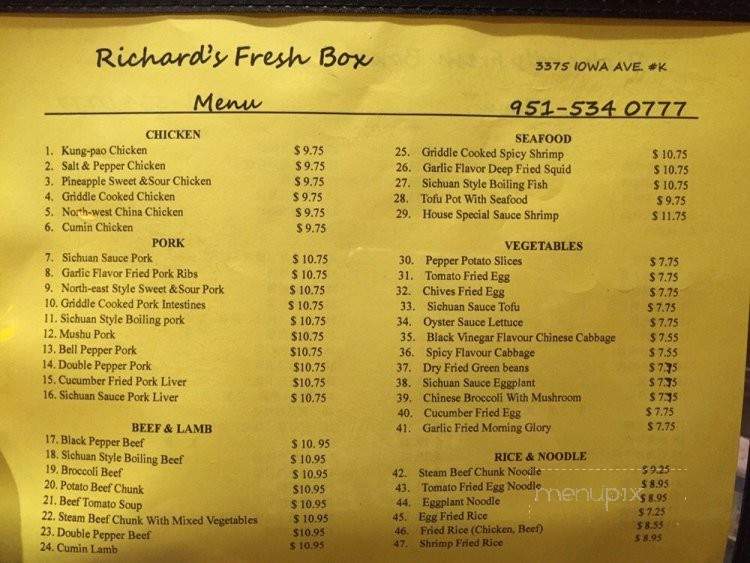 Richard's Fresh Box
3375 IOWA AVE. #K
Menu
951-534 0777
CHICKEN
1. Kung-pao Chicken $ 9.75
2. Salt & Pepper Chicken $ 9.75
3. Pineapple Sweet &Sour Chicken $ 9.75
4. Griddle Cooked Chicken $ 9.75
5. North-west China Chicken $ 9.75
6. Cumin Chicken $ 9.75
PORK
7. Sichuan Sauce Pork $ 10.75
8. Garlic Flavor Fried Pork Ribs $ 10.75
9. North-east Style Sweet &Sour Pork $ 10.75
10. Griddle Cooked Pork Intestines $ 10.75
11. Sichuan Style Boiling pork $ 10.75
12. Mushu Pork $10.75
13. Bell Pepper Pork $10.75
14. Double Pepper Pork $10.75
15. Cucumber Fried Pork Liver $10.75
16. Sichuan Sauce Pork Liver $ 10.75
BEEF & LAMB
17. Black Pepper Beef $ 10. 95
18. Sichuan Style Boiling Beef $ 10.95
19. Broccoli Beef $ 10.95
20. Potato Beef Chunk $10.95
21. Beef Tomato Soup $ 10.95
22. Steam Beef Chunk With Mixed Vegetables $ 10.95
23. Double Pepper Beef $ 10.95
24. Cumin Lamb $ 10.95
SEAFOOD
25. Griddle Cooked Spicy Shrimp $ 10.75
26. Garlic Flavor Deep Fried Squid $ 10.75
27. Sichuan Style Boiling Fish $ 10.75
28. Tofu Pot With Seafood $ 9.75
29. House Special Sauce Shrimp $ 11.75
VEGETABLES
30. Pepper Potato Slices $ 7.75
31. Tomato Fried Egg $ 7.75
32. Chives Fried Egg $ 7.75
33. Sichuan Sauce Tofu $ 7.75
34. Oyster Sauce Lettuce $ 7.75
35. Black Vinegar Flavour Chinese Cabbage $ 7.55
36. Spicy Flavour Cabbage $ 7.55
37. Dry Fried Green beans
38. Sichuan Sauce Eggplant
39. Chinese Broccoli With Mushroom
40. Cucumber Fried Egg $ 7.75
41. Garlic Fried Morning Glory $ 7.75
RICE & NOODLE
42. Steam Beef Chunk Noodle $ 9.25
43. Tomato Fried Egg Noodle $ 8.95
44. Eggplant Noodle $ 8.95
45. Egg Fried Rice $ 7.25
46. Fried Rice (Chicken, Beef) $ 8.55
47. Shrimp Fried Rice $ 8.95
menupix